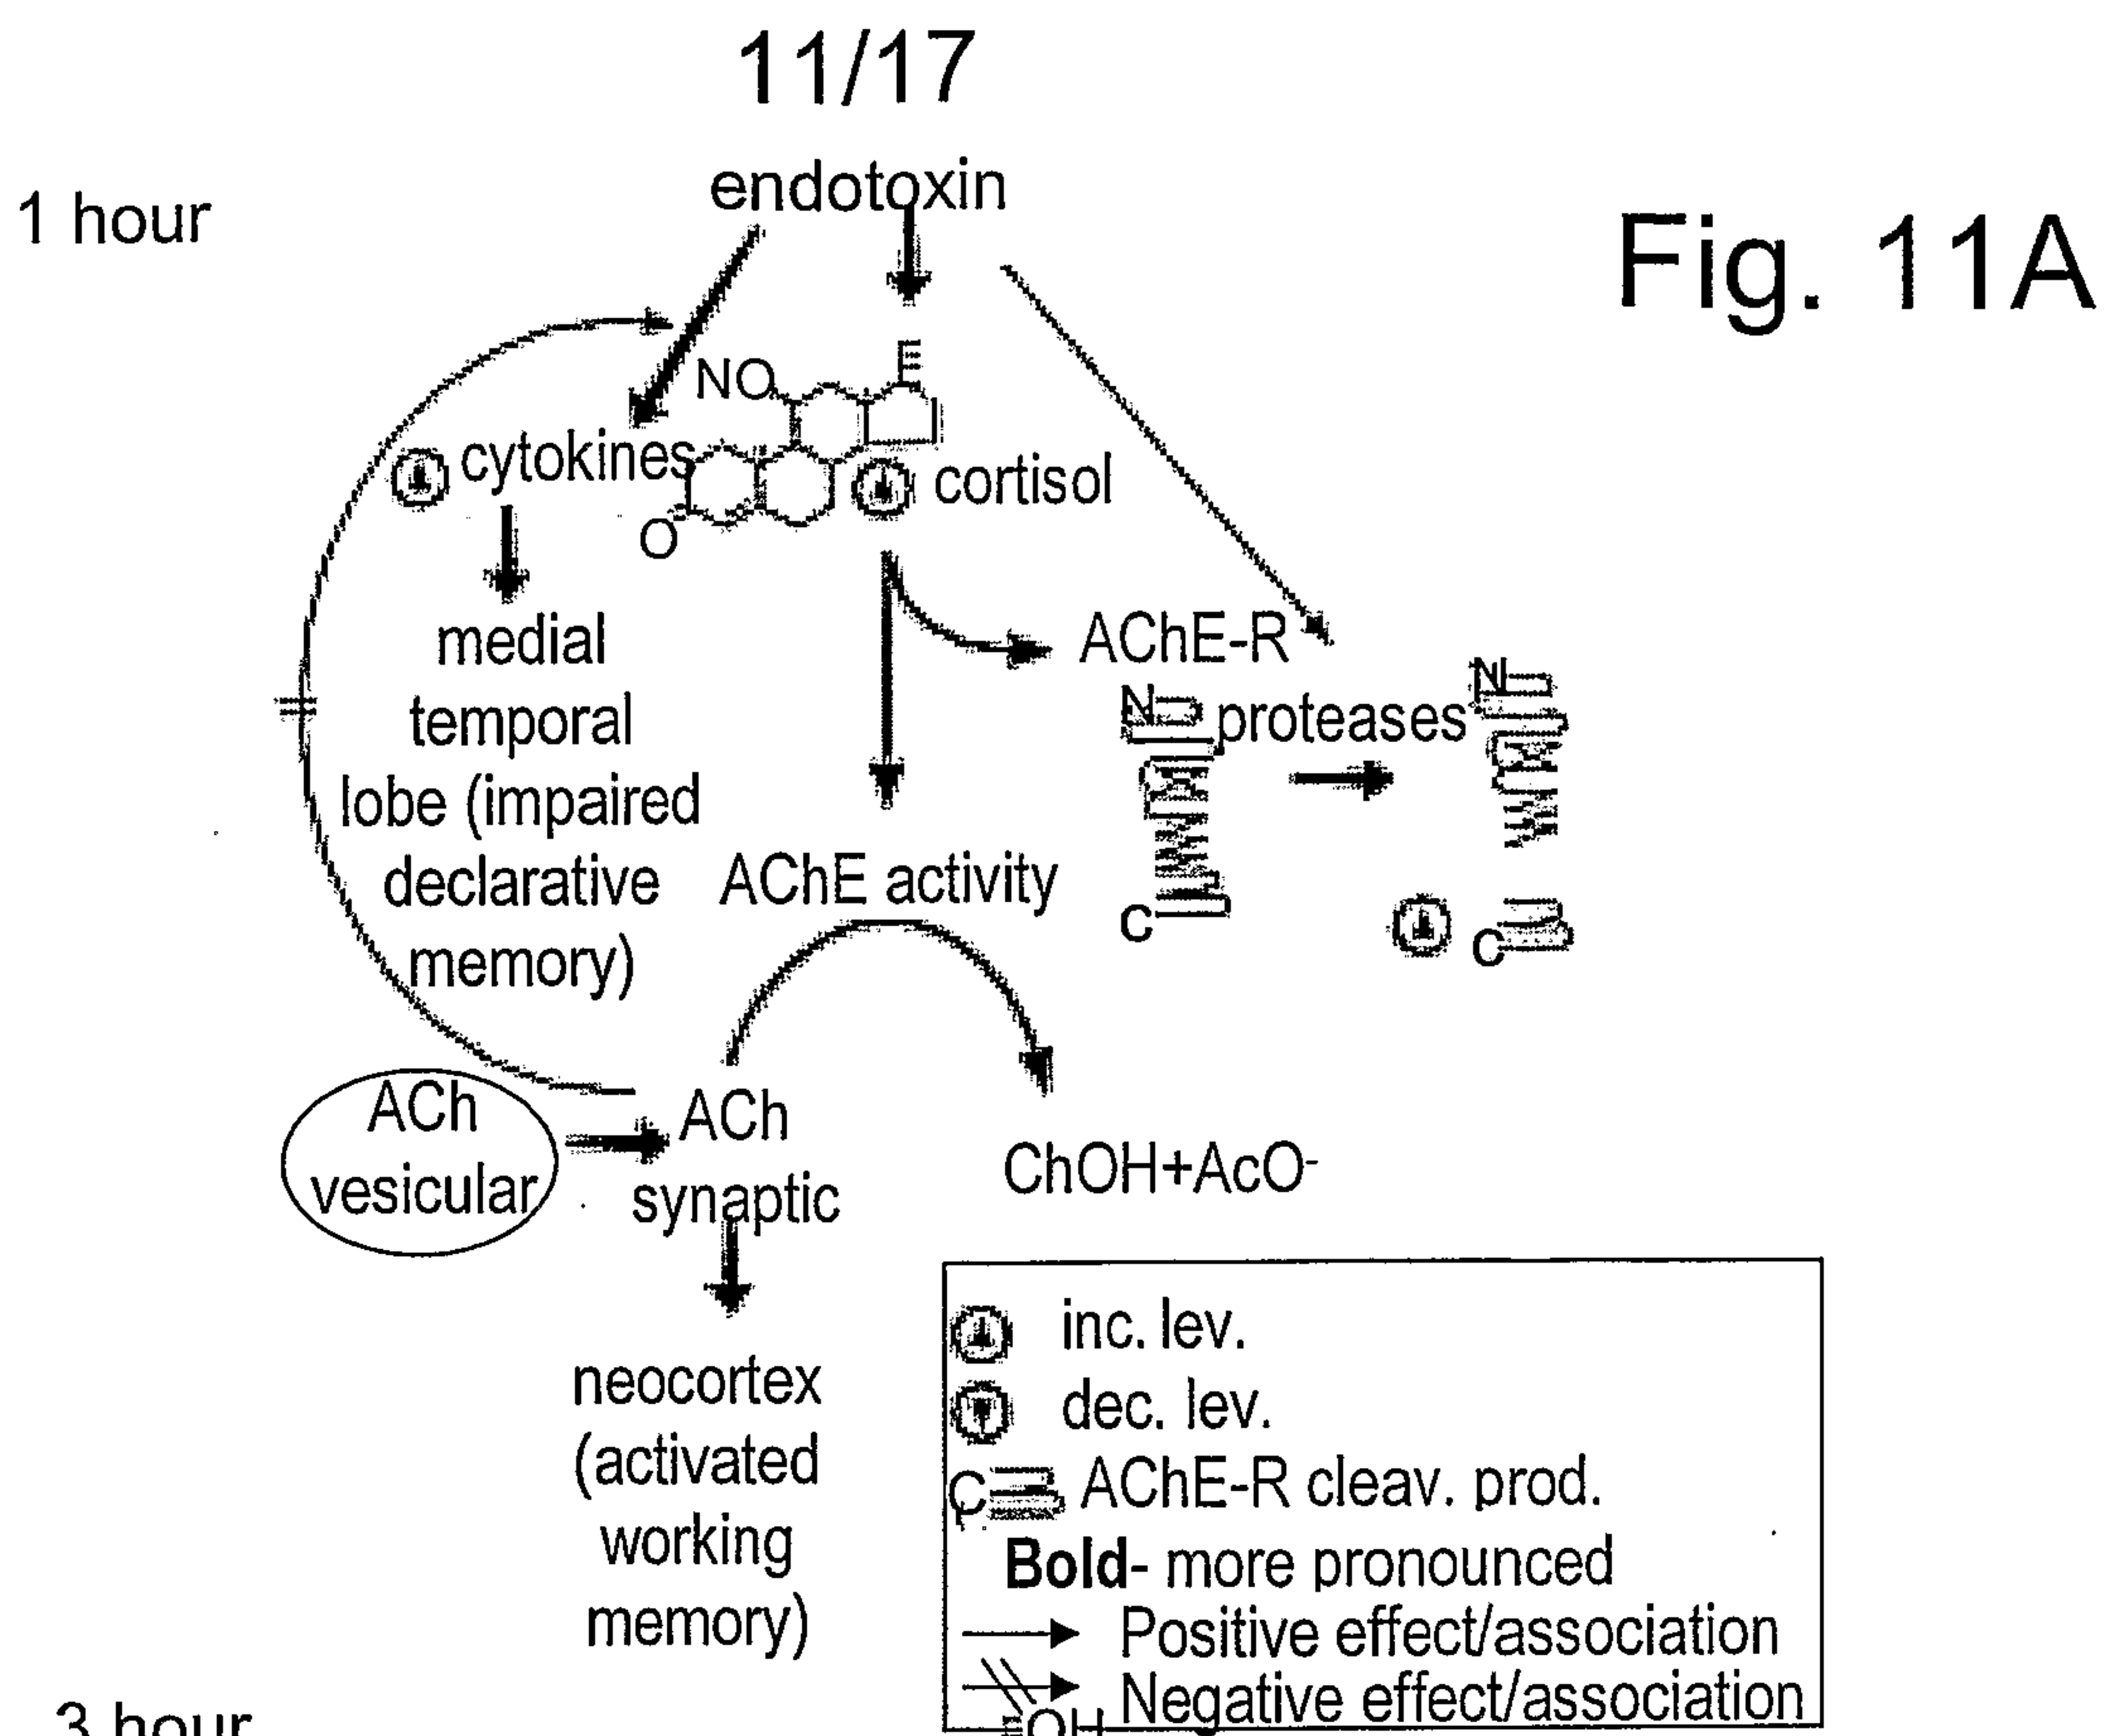 11/17
1 hour
endotoxin
Fig. 11A
NO
E
cytokines
cortisol
O
medial
temporal
lobe (impaired
declarative
memory)
AChE-R
N
proteases
N
C
C
AChE activity
ACh
vesicular
ACh
synaptic
ChOH+AcO-
neocortex
(activated
working
memory)
inc. lev.
dec. lev.
C AChE-R cleav. prod.
Bold- more pronounced
Positive effect/association
Negative effect/association
OH
3 hour